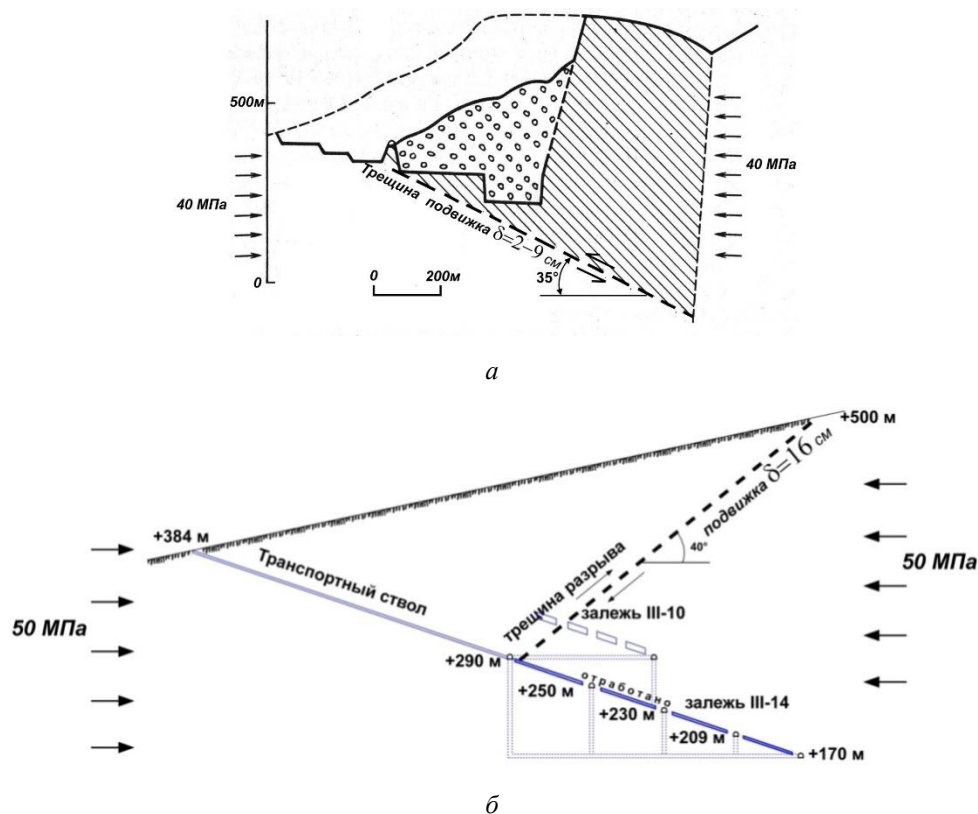 500м
40 МПа
40 МПа
Трещина подвижка δ=2–9 см
35°
0
0
200м
а
+500 м
подвижка δ=16 см
+384 м
40°
Транспортный ствол
трещина разрыва
50 МПа
50 МПа
залежь III-10
+290 м
отработано
+250 м
залежь III-14
+230 м
+209 м
+170 м
б